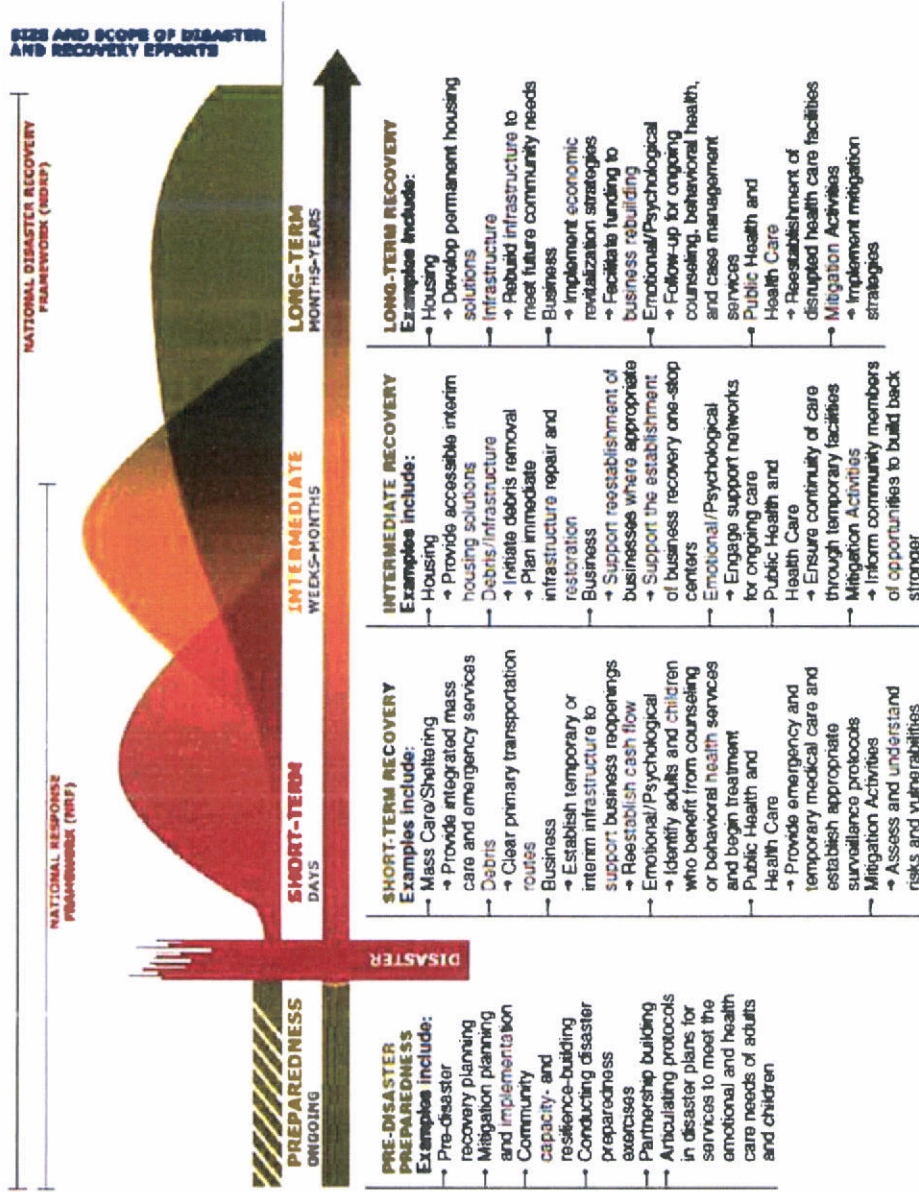 SIZE AND SCOPE OF DISASTER
AND RECOVERY EFFORTS
NATIONAL DISASTER RECOVERY
FRAMEWORK (NDRF)
NATIONAL RESPONSE
FRAMEWORK (NRF)
PREPAREDNESS
ONGOING
DISASTER
SHORT-TERM
DAYS
INTERMEDIATE
WEEKS-MONTHS
LONG-TERM
MONTHS-YEARS
PRE-DISASTER
PREPAREDNESS
Examples include:
Pre-disaster
recovery planning
Mitigation planning
and implementation
Community
capacity- and
resilience-building
Conducting disaster
preparedness
exercises
Partnership building
Articulating protocols
in disaster plans for
services to meet the
emotional and health
care needs of adults
and children
SHORT-TERM RECOVERY
Examples include:
Mass Care/Sheltering
→ Provide integrated mass
care and emergency services
Debris
→ Clear primary transportation
routes
Business
→ Establish temporary or
interim infrastructure to
support business reopenings
→ Reestablish cash flow
Emotional/Psychological
→ Identify adults and children
who benefit from counseling
or behavioral health services
and begin treatment
Public Health and
Health Care
→ Provide emergency and
temporary medical care and
establish appropriate
surveillance protocols
Mitigation Activities
→ Assess and understand
risks and vulnerabilities
INTERMEDIATE RECOVERY
Examples include:
Housing
→ Provide accessible interim
housing solutions
Debris/Infrastructure
→ Initiate debris removal
→ Plan immediate
infrastructure repair and
restoration
Business
→ Support reestablishment of
businesses where appropriate
→ Support the establishment
of business recovery one-stop
centers
Emotional/Psychological
→ Engage support networks
for ongoing care
Public Health and
Health Care
→ Ensure continuity of care
through temporary facilities
Mitigation Activities
→ Inform community members
of opportunities to build back
stronger
LONG-TERM RECOVERY
Examples include:
Housing
→ Develop permanent housing
solutions
Infrastructure
→ Rebuild infrastructure to
meet future community needs
Business
→ Implement economic
revitalization strategies
→ Facilitate funding to
business rebuilding
Emotional/Psychological
→ Follow-up for ongoing
counseling, behavioral health,
and case management
services
Public Health and
Health Care
→ Reestablishment of
disrupted health care facilities
Mitigation Activities
→ Implement mitigation
strategies